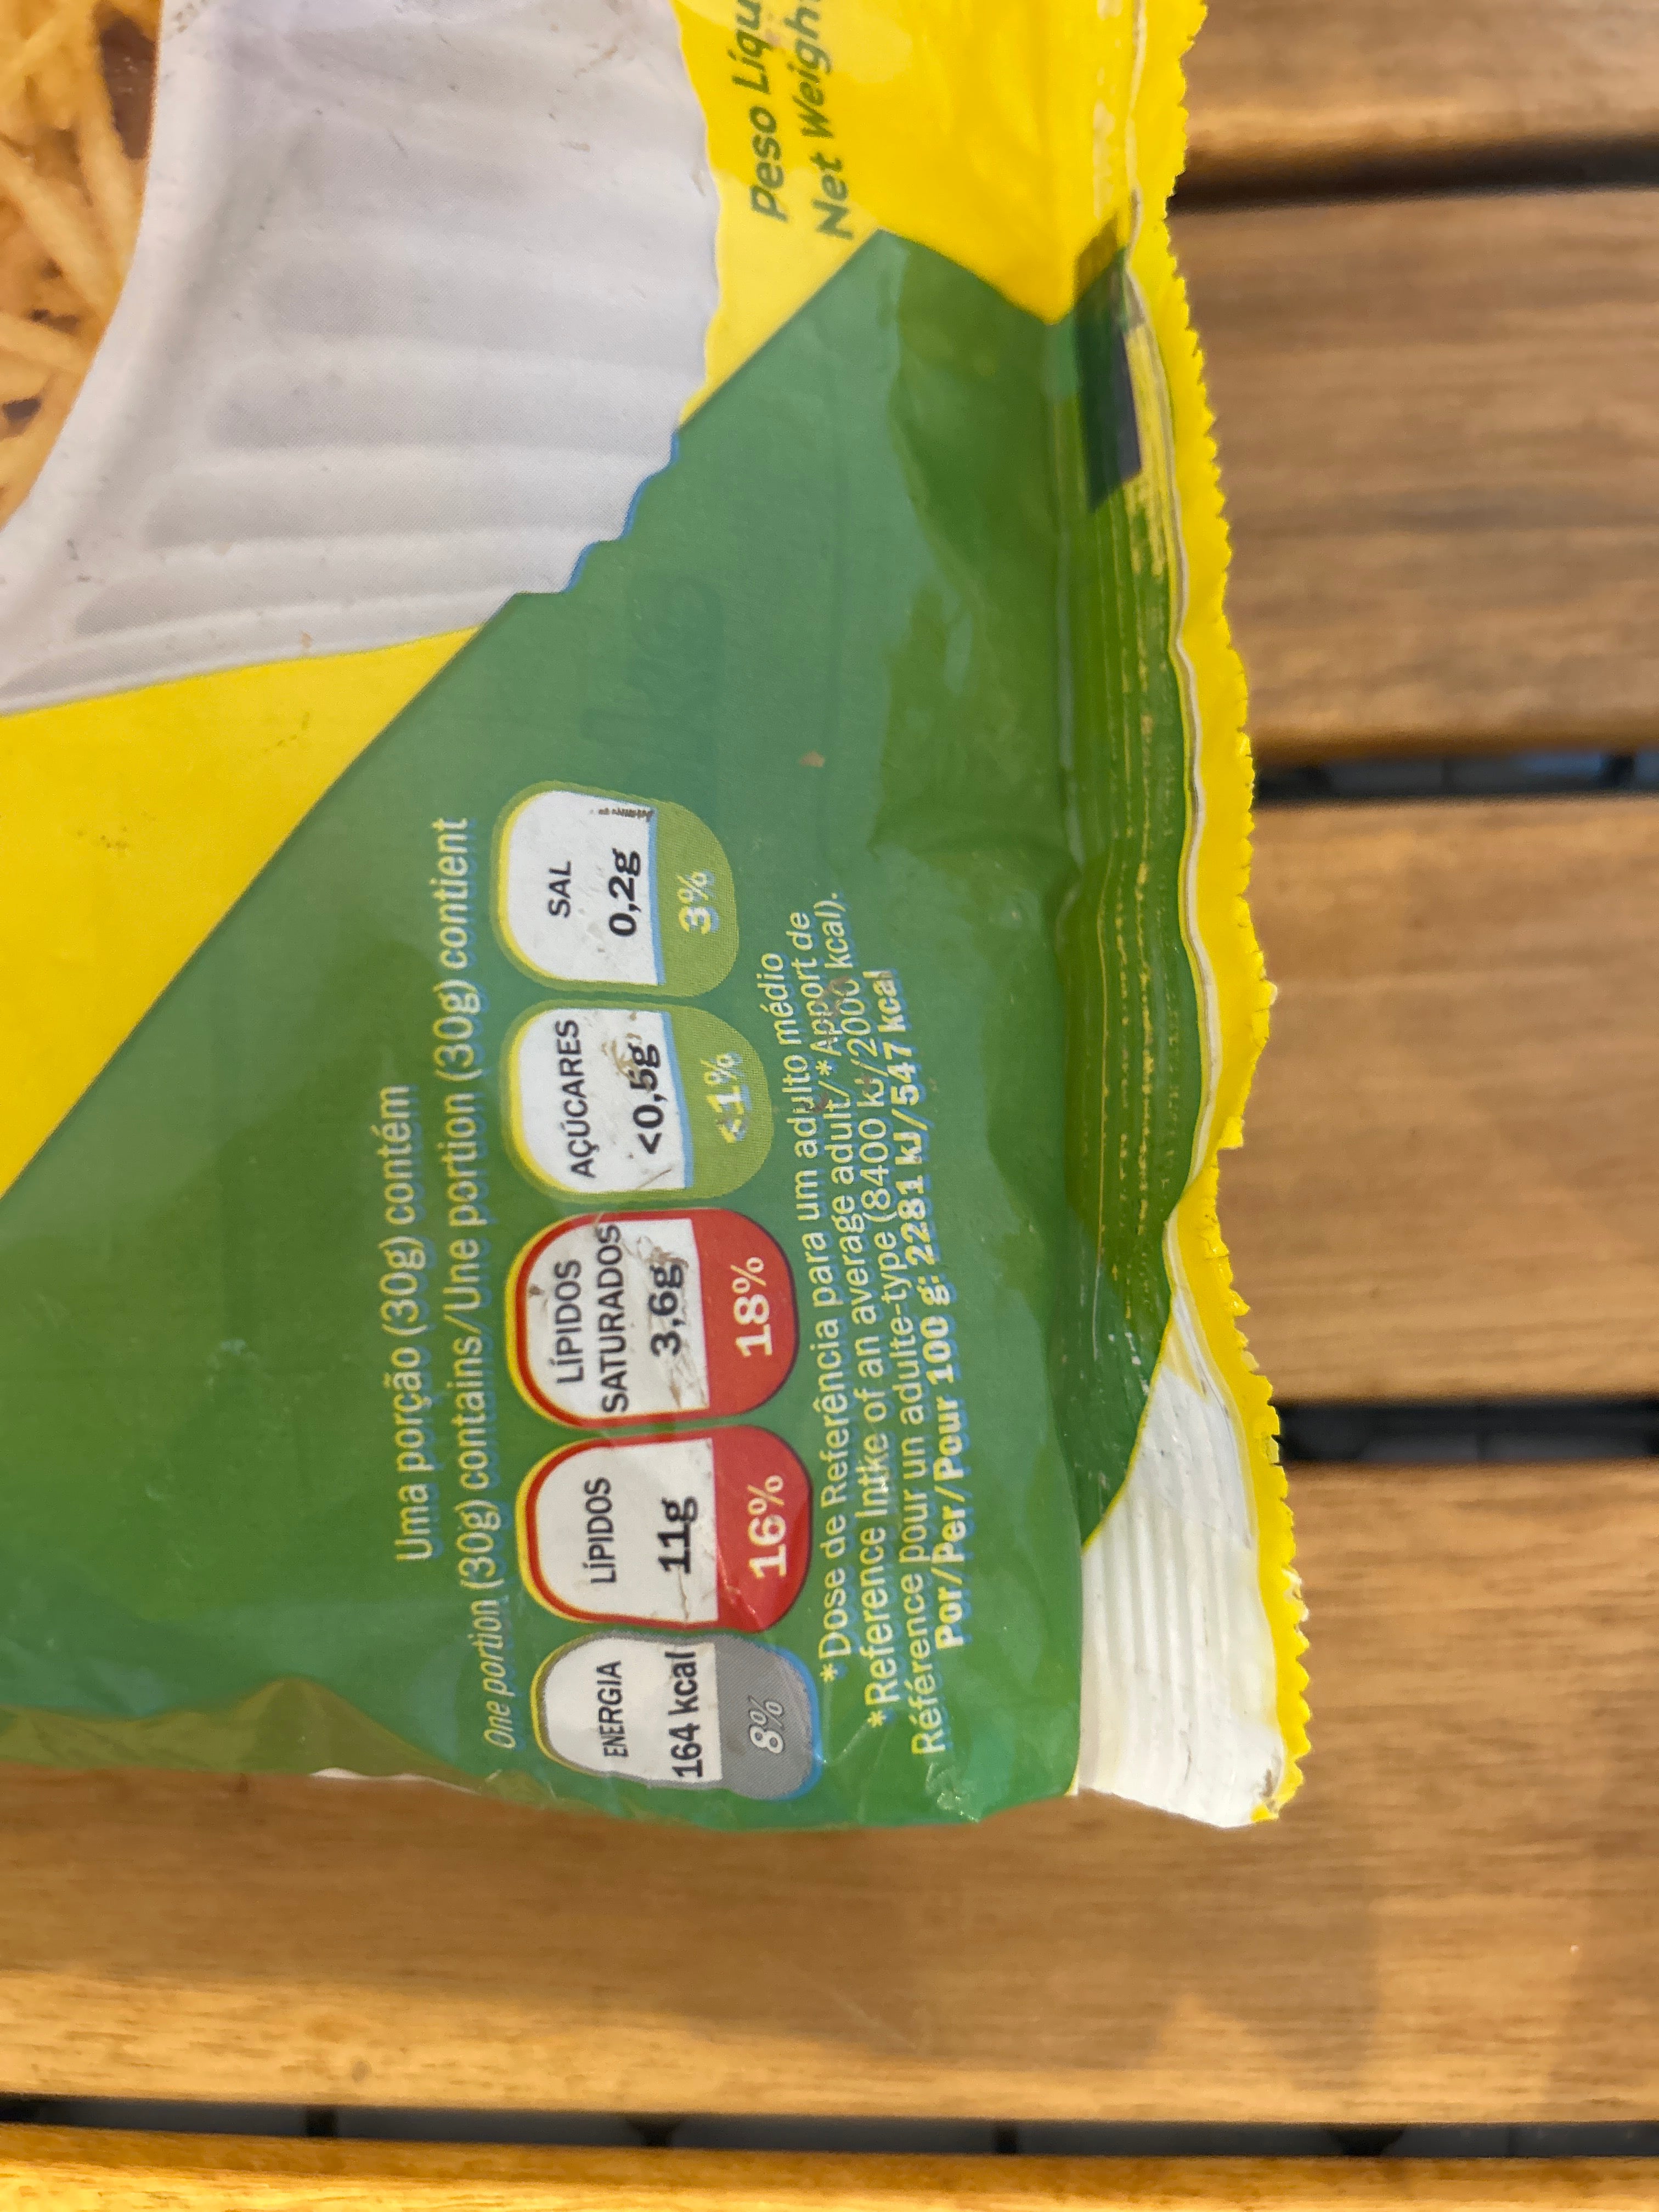 Peso Líqu
Net Weigh
Uma porção (30g) contém
One portion (30g) contains/Une portion (30g) contient
ENERGIA
164 kcal
8%
LÍPIDOS
11g
16%
LÍPIDOS
SATURADOS
3,6g
18%
AÇÚCARES
<0,5g
<1%
SAL
0,2g
3%
*Dose de Referência para um adulto médio
*Reference Intke of an average adult/*Apport de
Référence pour un adulte-type (8400 kJ/2000 kcal).
Por/Per/Pour 100 g: 2281 kJ/547 kcal